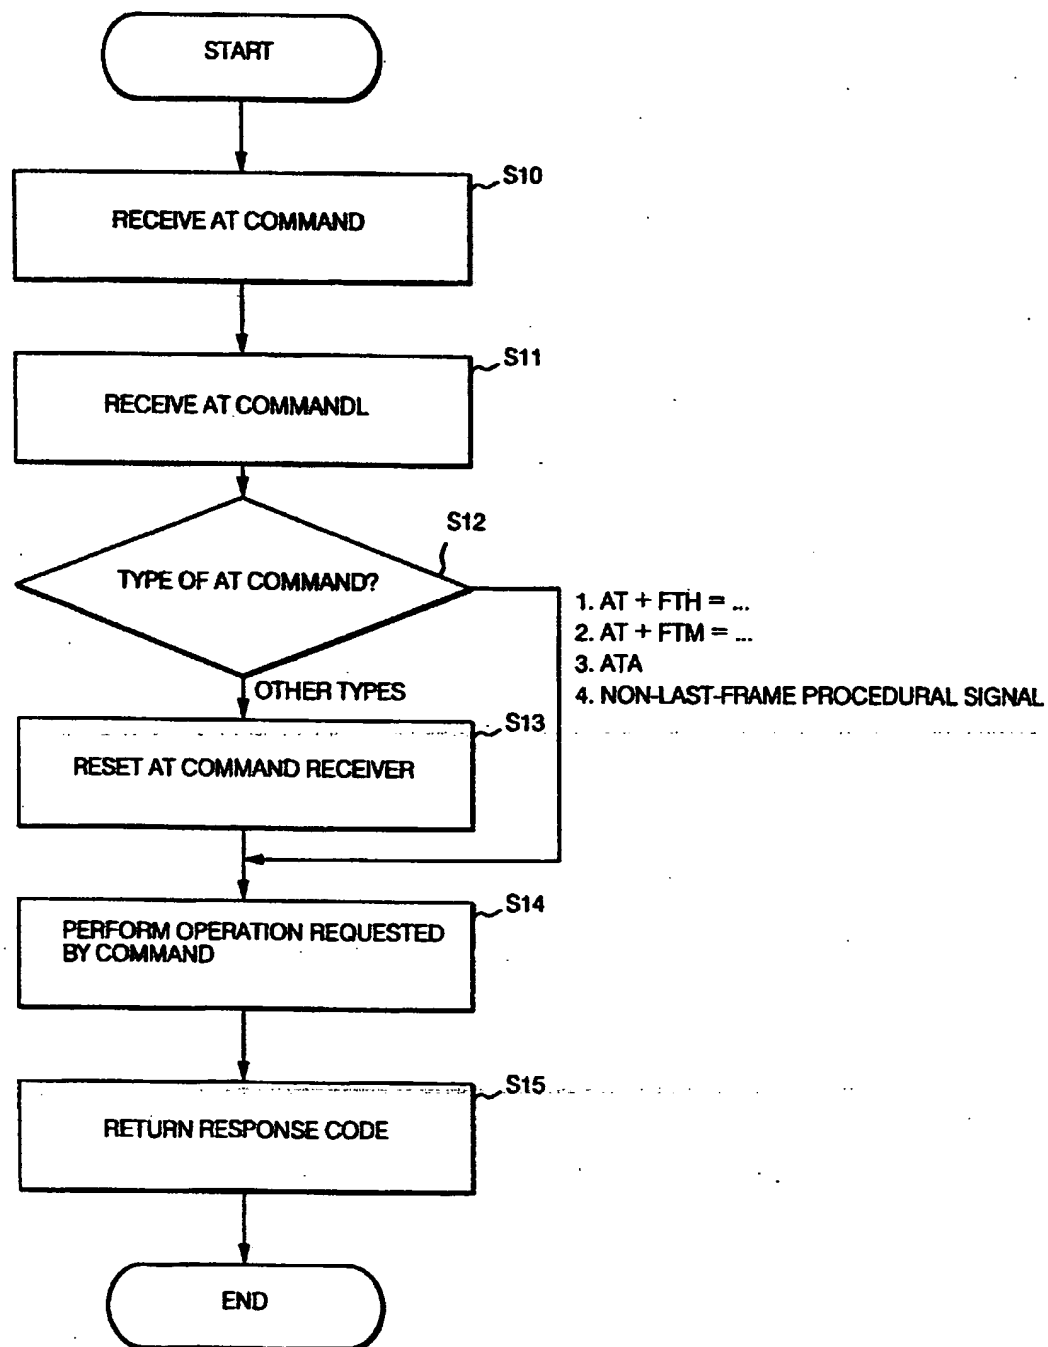 START
S10
RECEIVE AT COMMAND
S11
RECEIVE AT COMMANDL
S12
TYPE OF AT COMMAND?
1. AT + FTH = ...
2. AT + FTM = ...
3. ATA
4. NON-LAST-FRAME PROCEDURAL SIGNAL
OTHER TYPES
S13
RESET AT COMMAND RECEIVER
S14
PERFORM OPERATION REQUESTED
BY COMMAND
S15
RETURN RESPONSE CODE
END